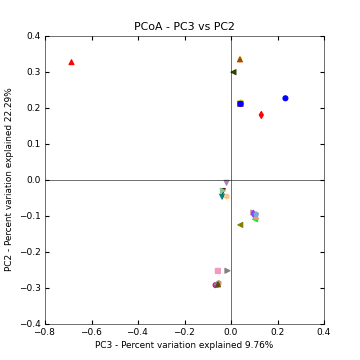 PCoA - PC3 vs PC2
PC2 - Percent variation explained 22.29%
0.4
0.3
0.2
0.1
0.0
−0.1
−0.2
−0.3
−0.4
−0.8 −0.6 −0.4 −0.2 0.0 0.2 0.4
PC3 - Percent variation explained 9.76%